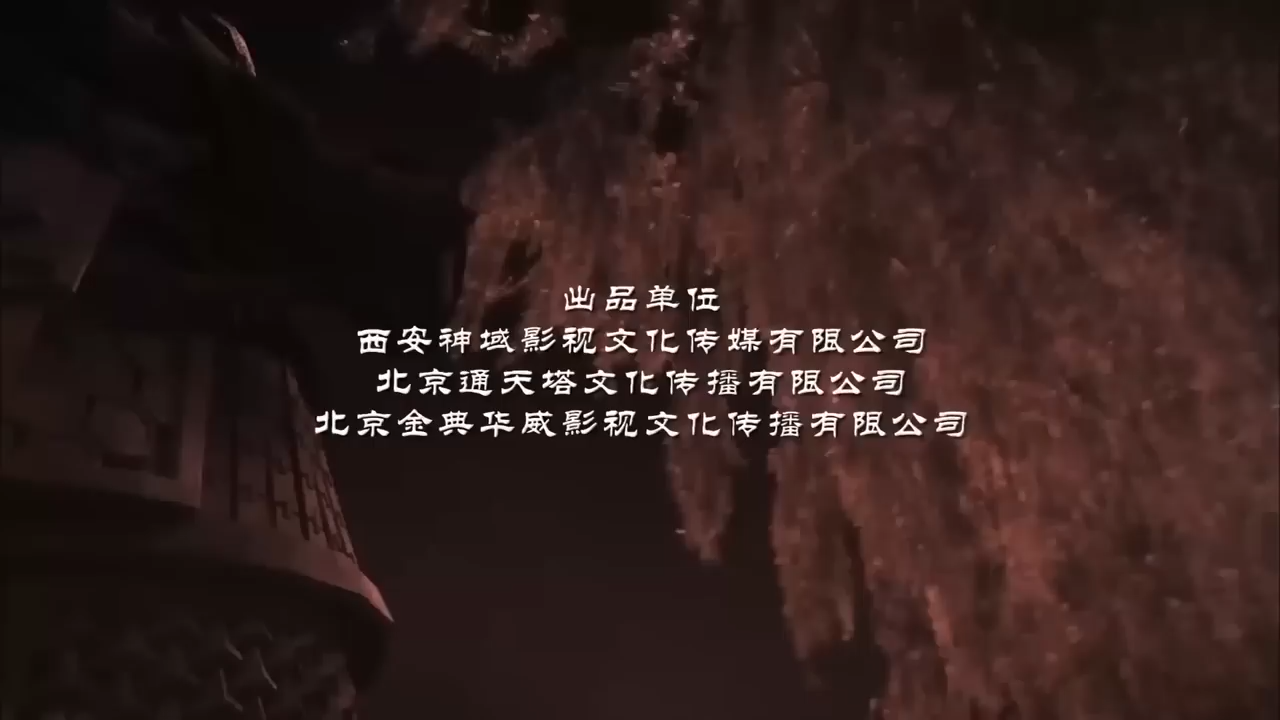 出品单位
西安神域影视文化传媒有限公司
北京通天塔文化传播有限公司
北京金典华威影视文化传播有限公司